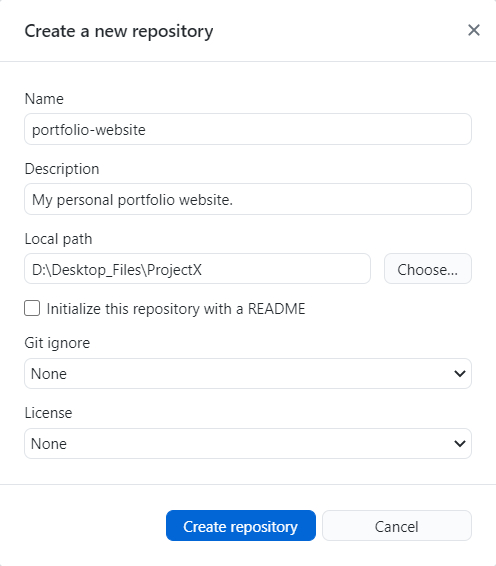 Create a new repository
Name
portfolio-website
Description
My personal portfolio website.
Local path
D:\Desktop_Files\ProjectX
Choose...
Initialize this repository with a README
Git ignore
None
License
None
Create repository
Cancel